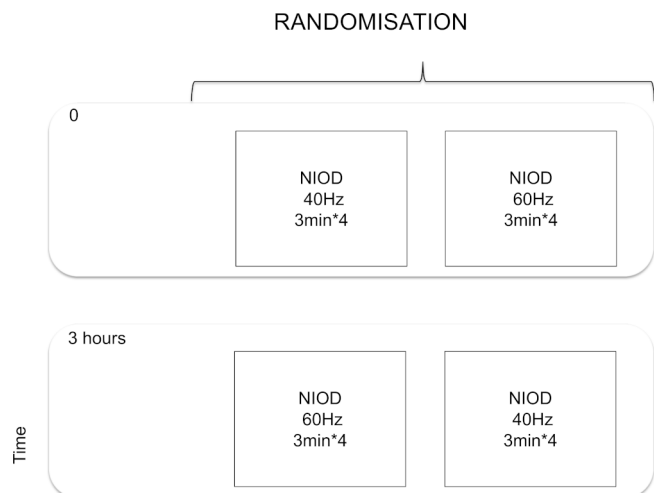 RANDOMISATION
0
NIOD
40Hz
3min*4
NIOD
60Hz
3min*4
3 hours
NIOD
60Hz
3min*4
NIOD
40Hz
3min*4
Time